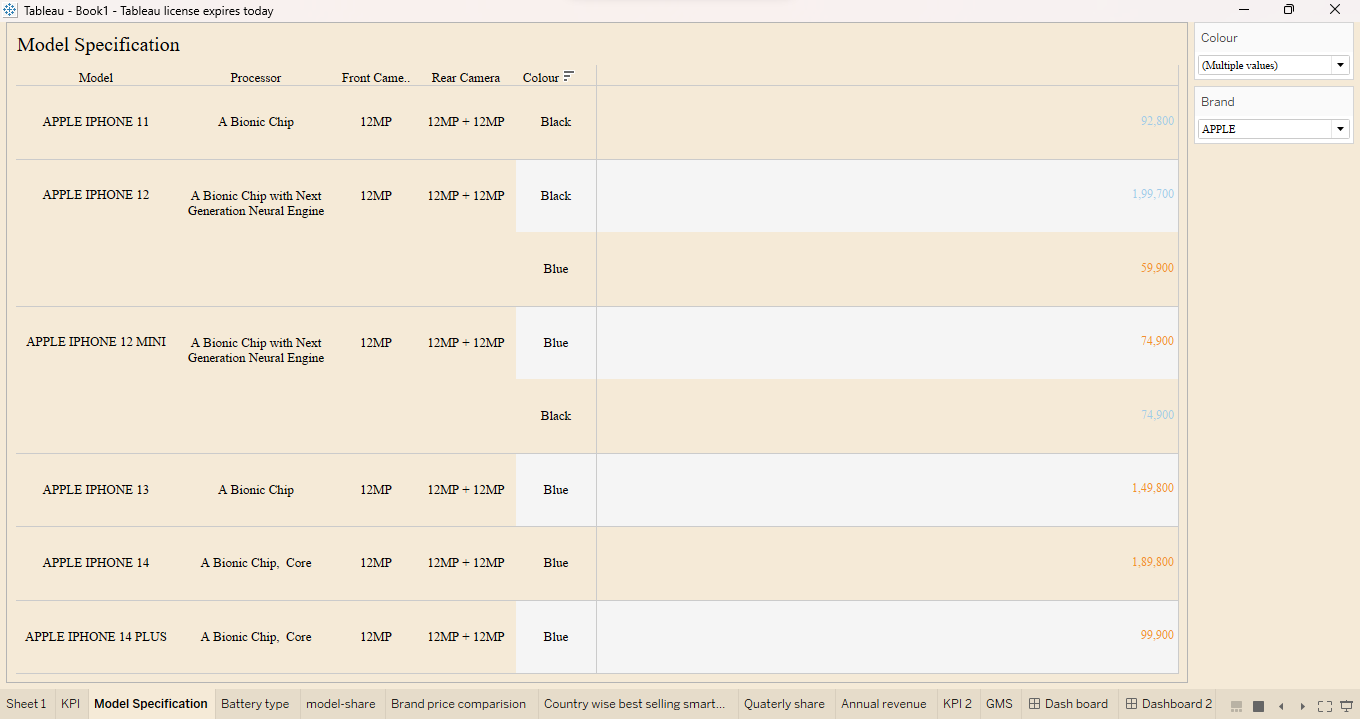 Tableau - Book1 - Tableau license expires today
Model Specification
Model Processor Front Came.. Rear Camera Colour
APPLE IPHONE 11 A Bionic Chip 12MP 12MP + 12MP Black 92,800
APPLE IPHONE 12 A Bionic Chip with Next 12MP 12MP + 12MP Black 1,99,700
Generation Neural Engine
Blue 59,900
APPLE IPHONE 12 MINI A Bionic Chip with Next 12MP 12MP + 12MP Blue 74,900
Generation Neural Engine
Black 74,900
APPLE IPHONE 13 A Bionic Chip 12MP 12MP + 12MP Blue 1,49,800
APPLE IPHONE 14 A Bionic Chip, Core 12MP 12MP + 12MP Blue 1,89,800
APPLE IPHONE 14 PLUS A Bionic Chip, Core 12MP 12MP + 12MP Blue 99,900
Colour
(Multiple values)
Brand
APPLE
Sheet 1 KPI Model Specification Battery type model-share Brand price comparision Country wise best selling smart... Quaterly share Annual revenue KPI 2 GMS Dash board Dashboard 2